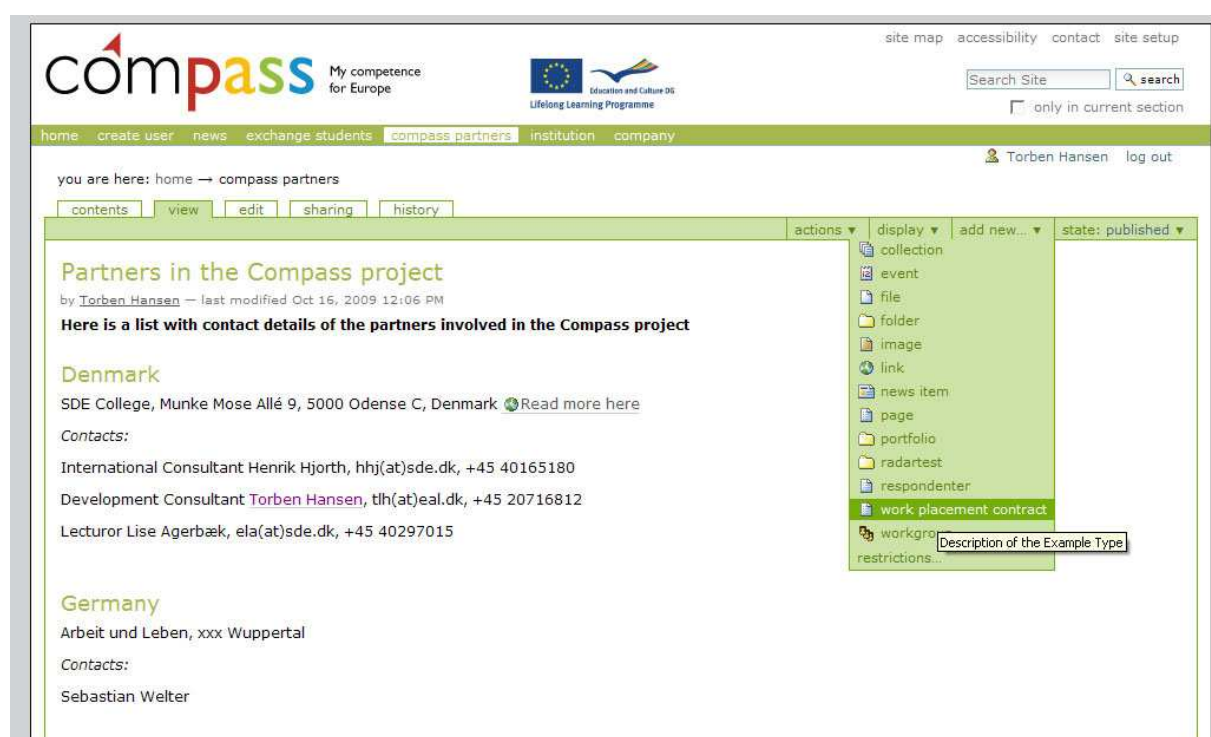 site map accessibility contact site setup
compass My competence
for Europe
Education and Culture DG
Lifelong Learning Programme
Search Site search
only in current section
home create user news exchange students compass partners institution company
Torben Hansen log out
you are here: home → compass partners
contents view edit sharing history
actions ▼ display ▼ add new... ▼ state: published ▼
collection
event
file
folder
image
link
news item
page
portfolio
radartest
respondenter
work placement contract
workgroup
Description of the Example Type
restrictions...
Partners in the Compass project
by Torben Hansen — last modified Oct 16, 2009 12:06 PM
Here is a list with contact details of the partners involved in the Compass project
Denmark
SDE College, Munke Mose Allé 9, 5000 Odense C, Denmark Read more here
Contacts:
International Consultant Henrik Hjorth, hhj(at)sde.dk, +45 40165180
Development Consultant Torben Hansen, tlh(at)eal.dk, +45 20716812
Lecturor Lise Agerbæk, ela(at)sde.dk, +45 40297015
Germany
Arbeit und Leben, xxx Wuppertal
Contacts:
Sebastian Welter